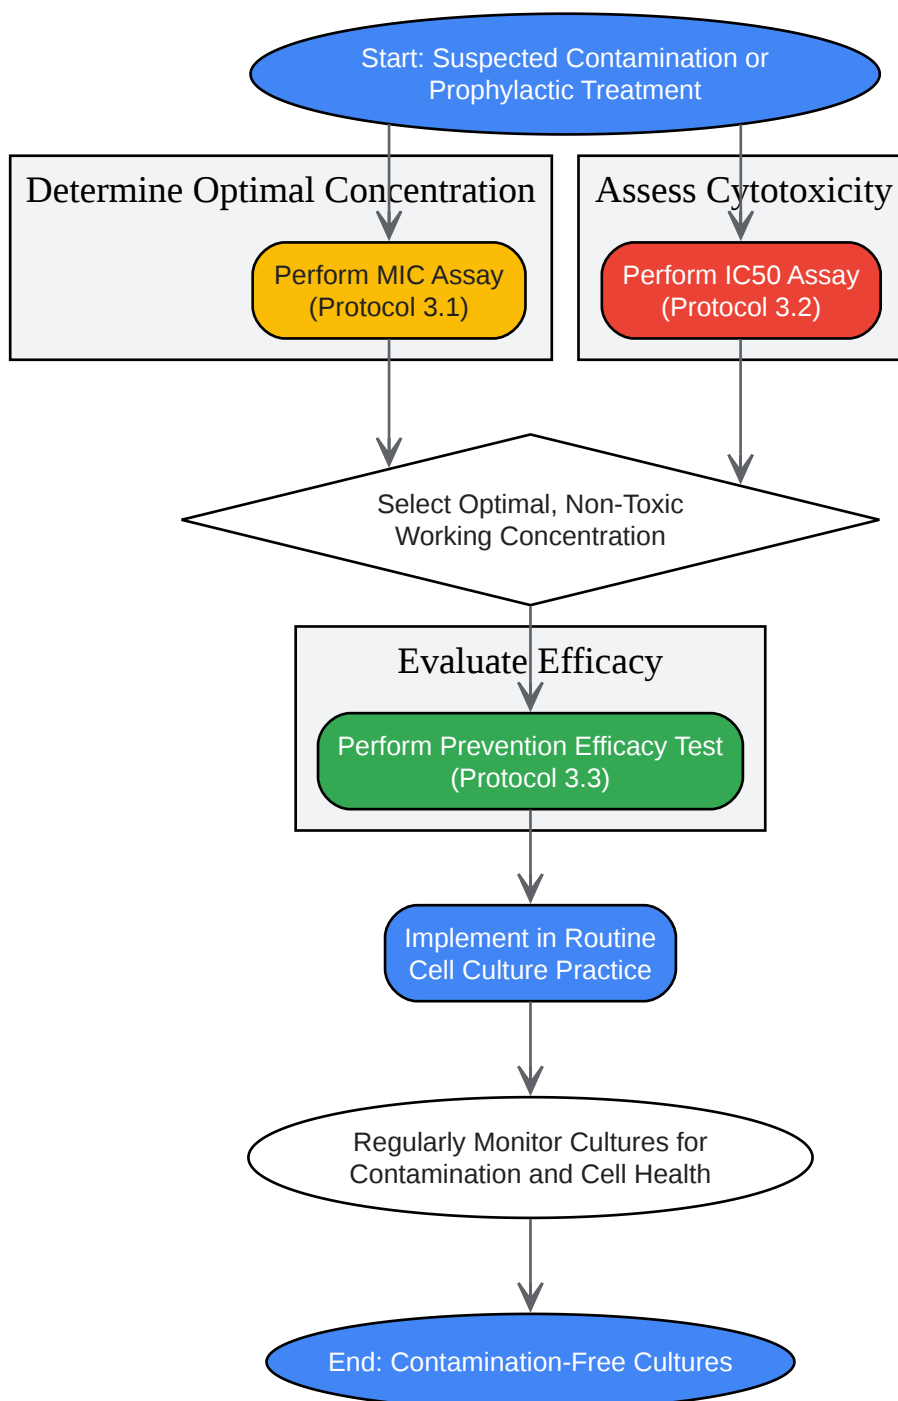 Start: Suspected Contamination or
Prophylactic Treatment
Determine Optimal Concentration
Assess Cytotoxicity
Perform MIC Assay
(Protocol 3.1)
Perform IC50 Assay
(Protocol 3.2)
Select Optimal, Non-Toxic
Working Concentration
Evaluate Efficacy
Perform Prevention Efficacy Test
(Protocol 3.3)
Implement in Routine
Cell Culture Practice
Regularly Monitor Cultures for
Contamination and Cell Health
End: Contamination-Free Cultures